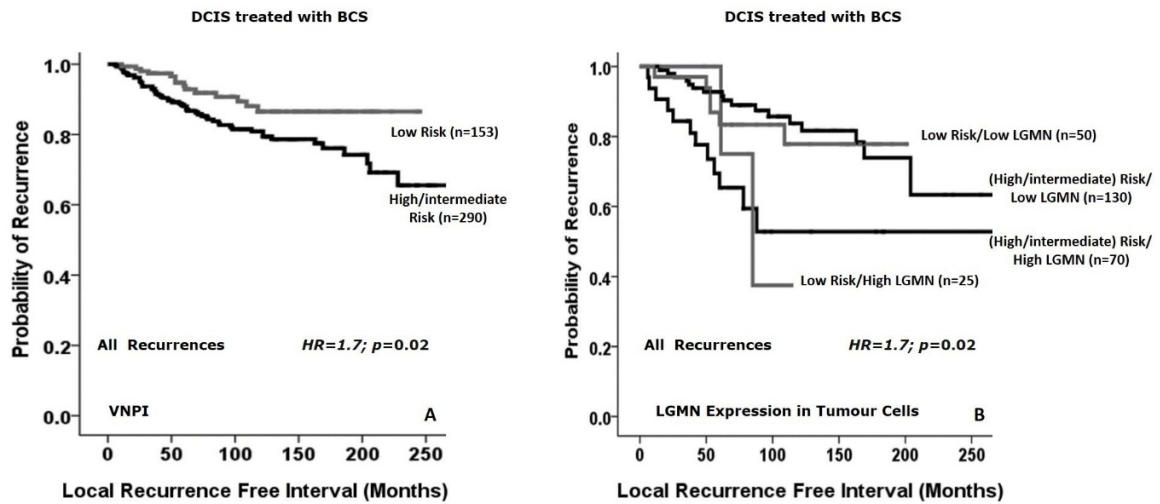 DCIS treated with BCS
Probability of Recurrence
1.0
0.8
0.6
0.4
0.2
0.0
Low Risk (n=153)
High/intermediate
Risk (n=290)
All Recurrences
HR=1.7; p=0.02
VNPI
A
0
50
100
150
200
250
Local Recurrence Free Interval (Months)
DCIS treated with BCS
Probability of Recurrence
1.0
0.8
0.6
0.4
0.2
0.0
Low Risk/Low LGMN (n=50)
(High/intermediate) Risk/
Low LGMN (n=130)
(High/intermediate) Risk/
High LGMN (n=70)
Low Risk/High LGMN (n=25)
All Recurrences
HR=1.7; p=0.02
LGMN Expression in Tumour Cells
B
0
50
100
150
200
250
Local Recurrence Free Interval (Months)